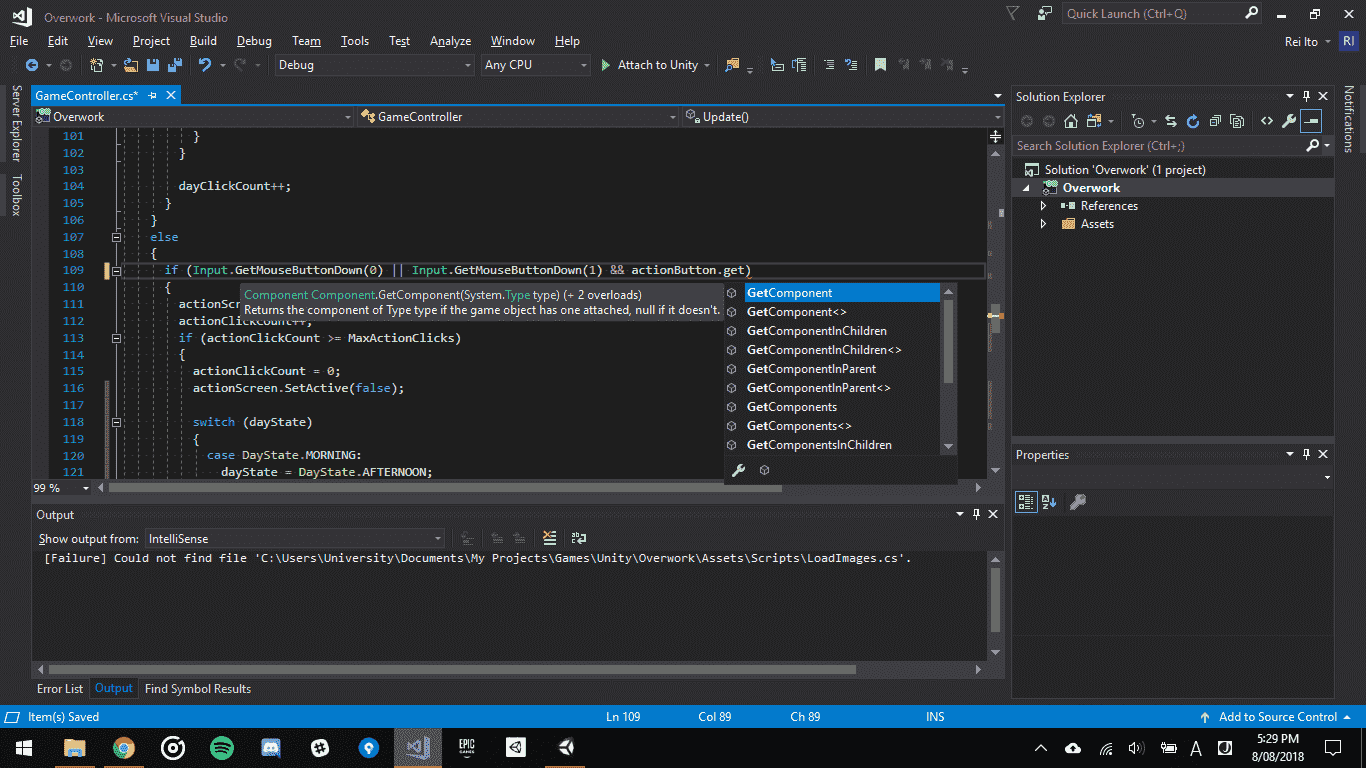 Overwork - Microsoft Visual Studio
Quick Launch (Ctrl+Q)
File Edit View Project Build Debug Team Tools Test Analyze Window Help
Rei Ito RI
Debug Any CPU Attach to Unity
Server Explorer
Toolbox
GameController.cs*
Overwork GameController Update()
101 }
102 }
103
104 dayClickCount++;
105 }
106 }
107 else
108 {
109 if (Input.GetMouseButtonDown(0) || Input.GetMouseButtonDown(1) && actionButton.get)
110 {
111 actionScr
112 actionClickCount++;
113 if (actionClickCount >= MaxActionClicks)
114 {
115 actionClickCount = 0;
116 actionScreen.SetActive(false);
117
118 switch (dayState)
119 {
120 case DayState.MORNING:
121 dayState = DayState.AFTERNOON;
Component Component.GetComponent(System.Type type) (+ 2 overloads)
Returns the component of Type type if the game object has one attached, null if it doesn't.
GetComponent
GetComponent<>
GetComponentInChildren
GetComponentInChildren<>
GetComponentInParent
GetComponentInParent<>
GetComponents
GetComponents<>
GetComponentsInChildren
99 %
Output
Show output from: IntelliSense
[Failure] Could not find file 'C:\Users\University\Documents\My Projects\Games\Unity\Overwork\Assets\Scripts\LoadImages.cs'.
Error List Output Find Symbol Results
Solution Explorer
Search Solution Explorer (Ctrl+;)
Solution 'Overwork' (1 project)
Overwork
References
Assets
Properties
Notifications
Item(s) Saved Ln 109 Col 89 Ch 89 INS Add to Source Control
EPIC GAMES
A
5:29 PM
8/08/2018